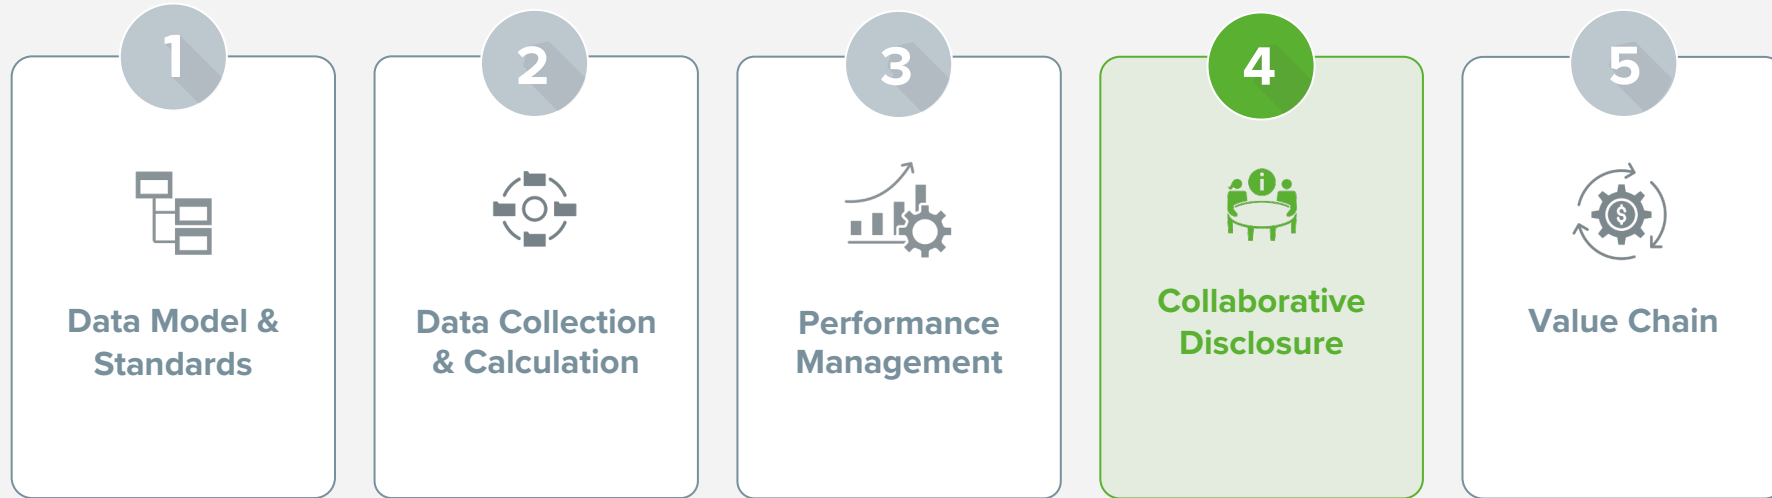 1
Data Model &
Standards
2
Data Collection
& Calculation
3
Performance
Management
4
i
Collaborative
Disclosure
5
$
Value Chain